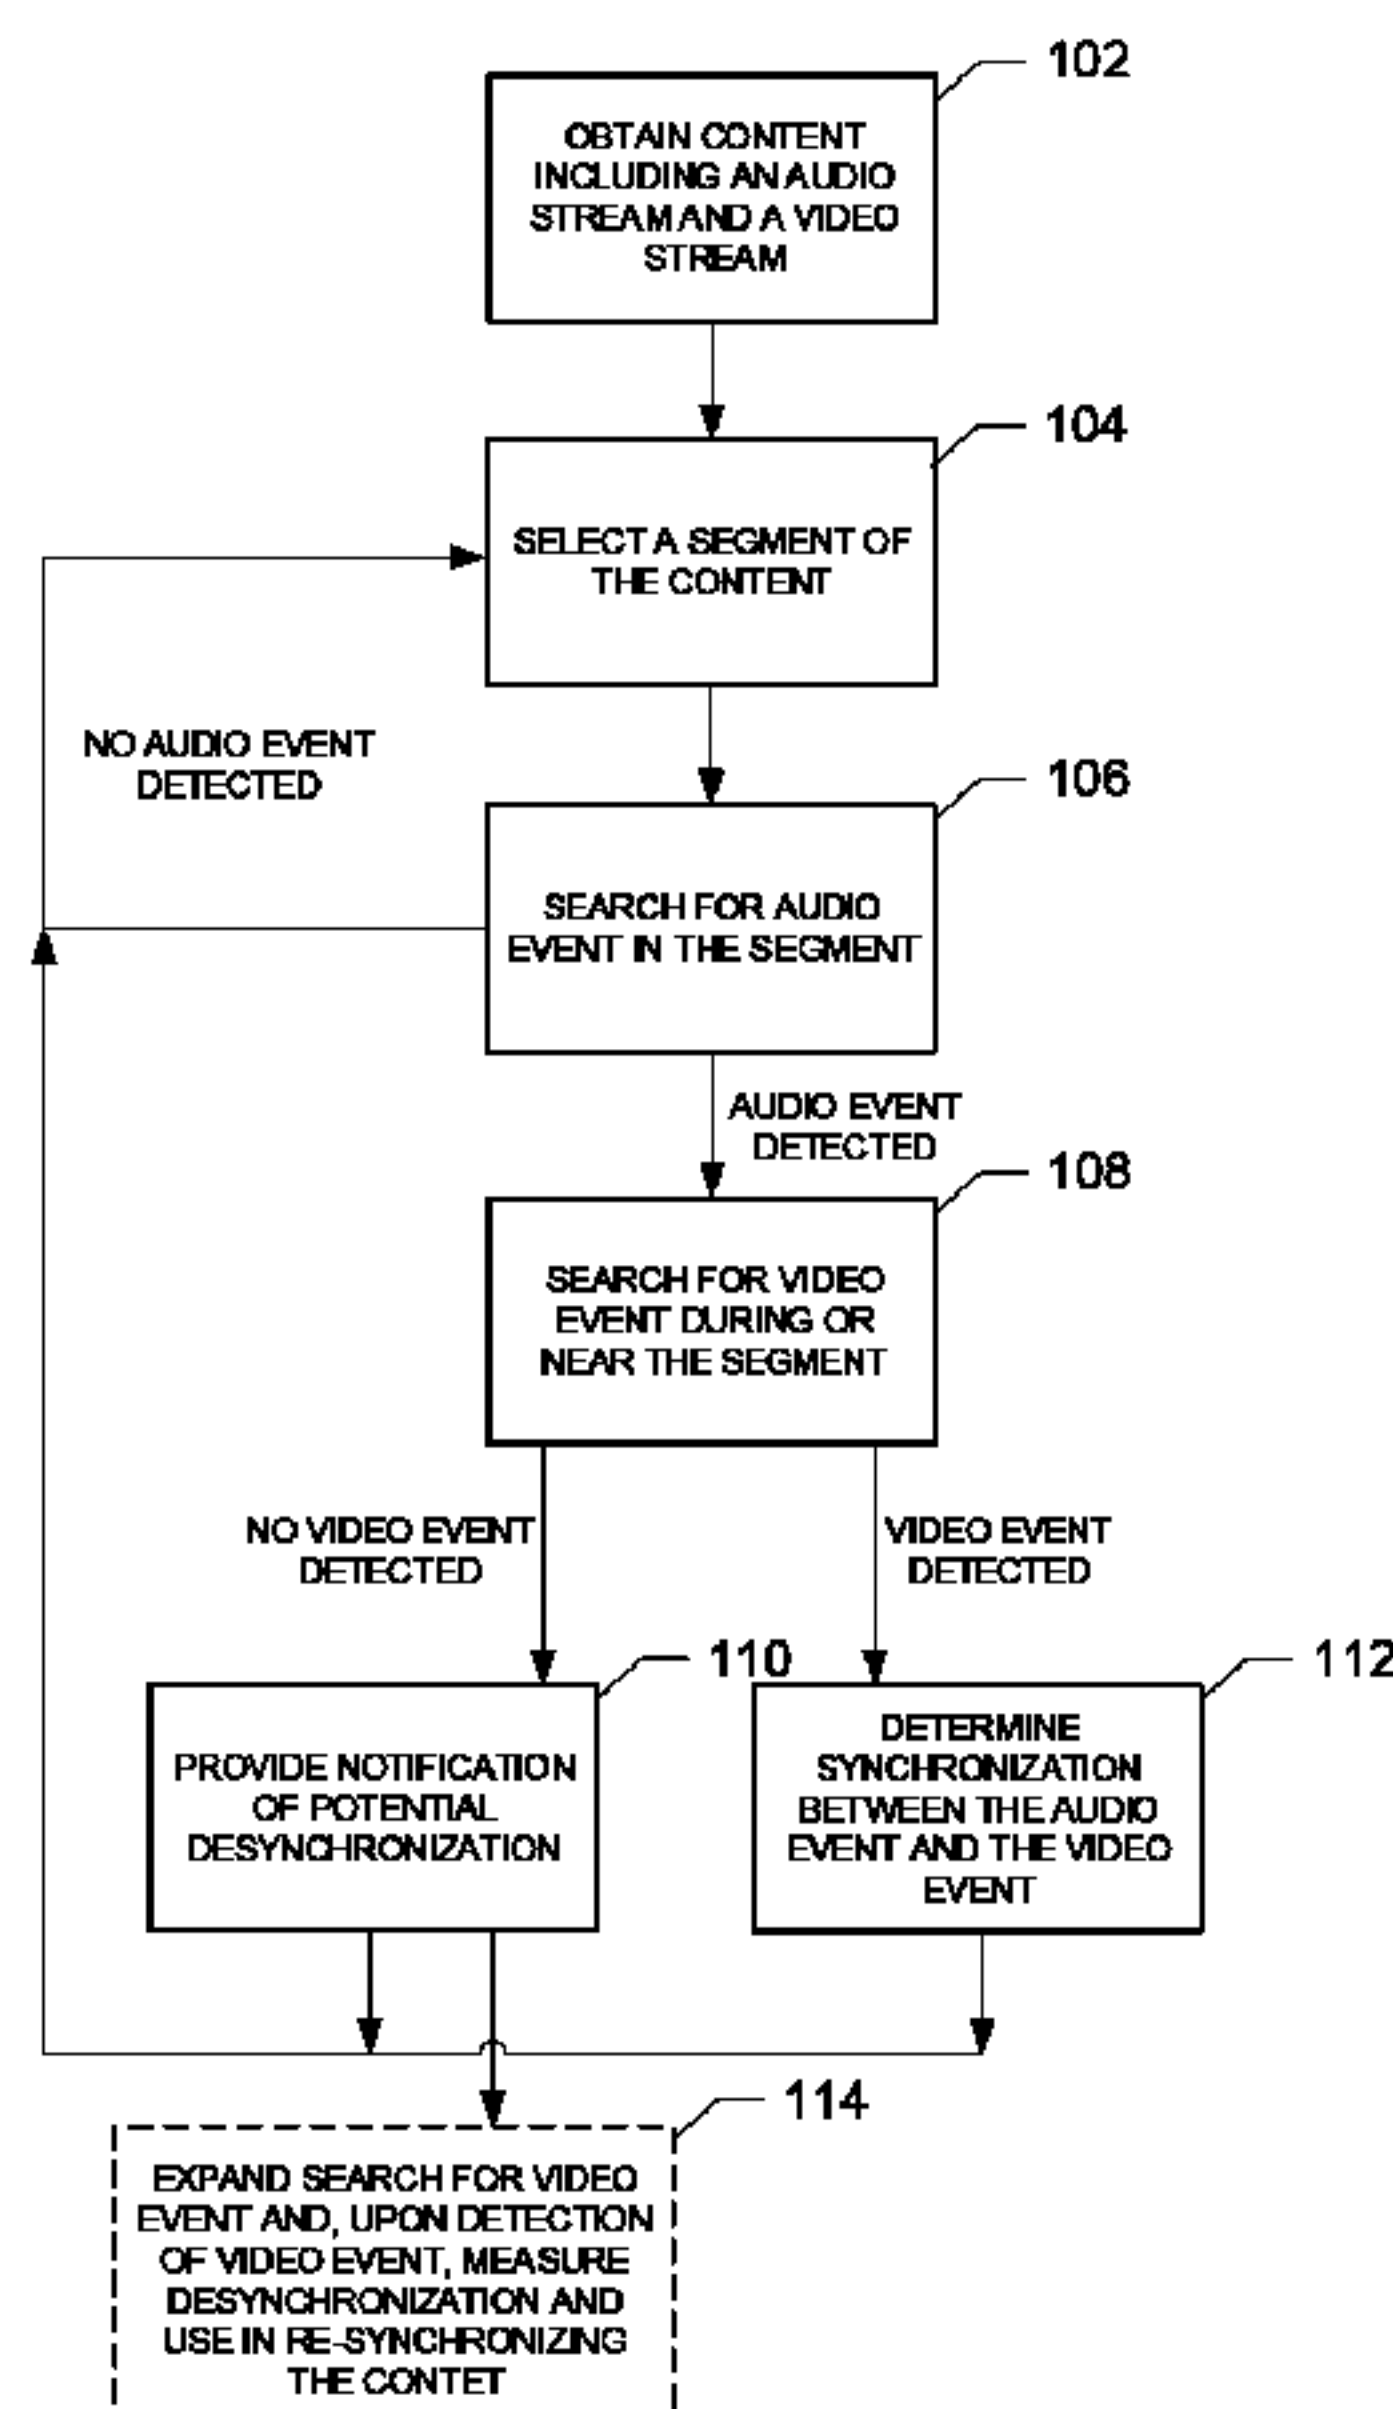 102
OBTAIN CONTENT
INCLUDING AN AUDIO
STREAM AND A VIDEO
STREAM
104
SELECT A SEGMENT OF
THE CONTENT
NO AUDIO EVENT
DETECTED
106
SEARCH FOR AUDIO
EVENT IN THE SEGMENT
AUDIO EVENT
DETECTED
108
SEARCH FOR VIDEO
EVENT DURING OR
NEAR THE SEGMENT
NO VIDEO EVENT
DETECTED
VIDEO EVENT
DETECTED
110
PROVIDE NOTIFICATION
OF POTENTIAL
DESYNCHRONIZATION
112
DETERMINE
SYNCHRONIZATION
BETWEEN THE AUDIO
EVENT AND THE VIDEO
EVENT
114
EXPAND SEARCH FOR VIDEO
EVENT AND, UPON DETECTION
OF VIDEO EVENT, MEASURE
DESYNCHRONIZATION AND
USE IN RE-SYNCHRONIZING
THE CONTET